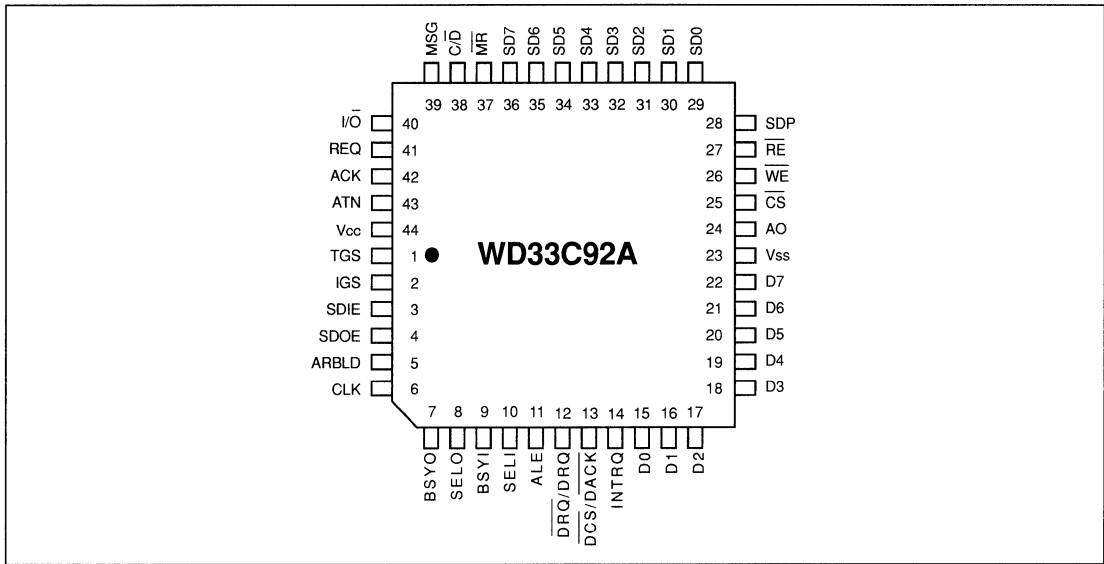 MSG C̅/D M̅R̅ SD7 SD6 SD5 SD4 SD3 SD2 SD1 SD0
39 38 37 36 35 34 33 32 31 30 29
I/O̅ 40
REQ 41
ACK 42
ATN 43
Vcc 44
TGS 1
IGS 2
SDIE 3
SDOE 4
ARBLD 5
CLK 6
WD33C92A
28 SDP
27 R̅E̅
26 W̅E̅
25 C̅S̅
24 AO
23 Vss
22 D7
21 D6
20 D5
19 D4
18 D3
7 8 9 10 11 12 13 14 15 16 17
BSYO SELO BSYI SELI ALE D̅R̅Q̅/DRQ D̅C̅S̅/D̅A̅C̅K̅ INTRQ D0 D1 D2